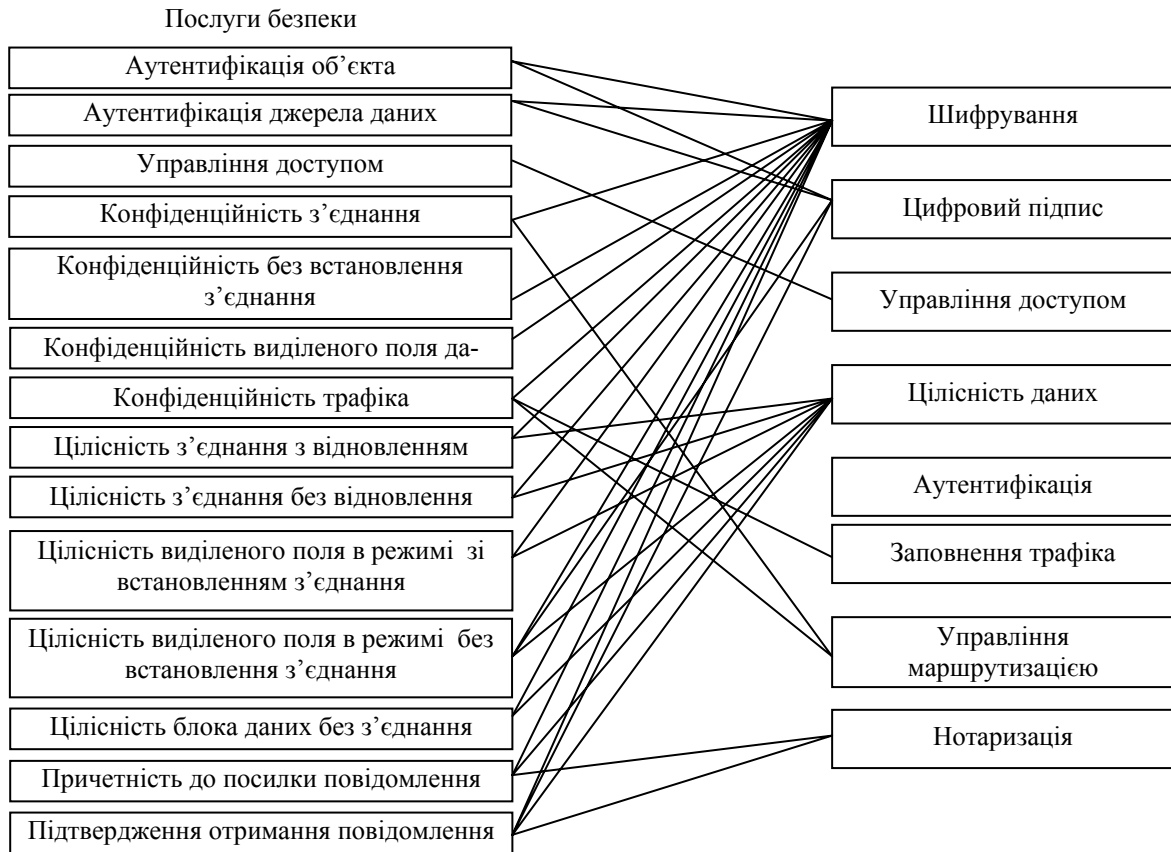 Послуги безпеки
Аутентифікація об’єкта
Аутентифікація джерела даних
Управління доступом
Конфіденційність з’єднання
Конфіденційність без встановлення
з’єднання
Конфіденційність виділеного поля да-
Конфіденційність трафіка
Цілісність з’єднання з відновленням
Цілісність з’єднання без відновлення
Цілісність виділеного поля в режимі зі
встановленням з’єднання
Цілісність виділеного поля в режимі без
встановлення з’єднання
Цілісність блока даних без з’єднання
Причетність до посилки повідомлення
Підтвердження отримання повідомлення
Шифрування
Цифровий підпис
Управління доступом
Цілісність даних
Аутентифікація
Заповнення трафіка
Управління
маршрутизацією
Нотаризація